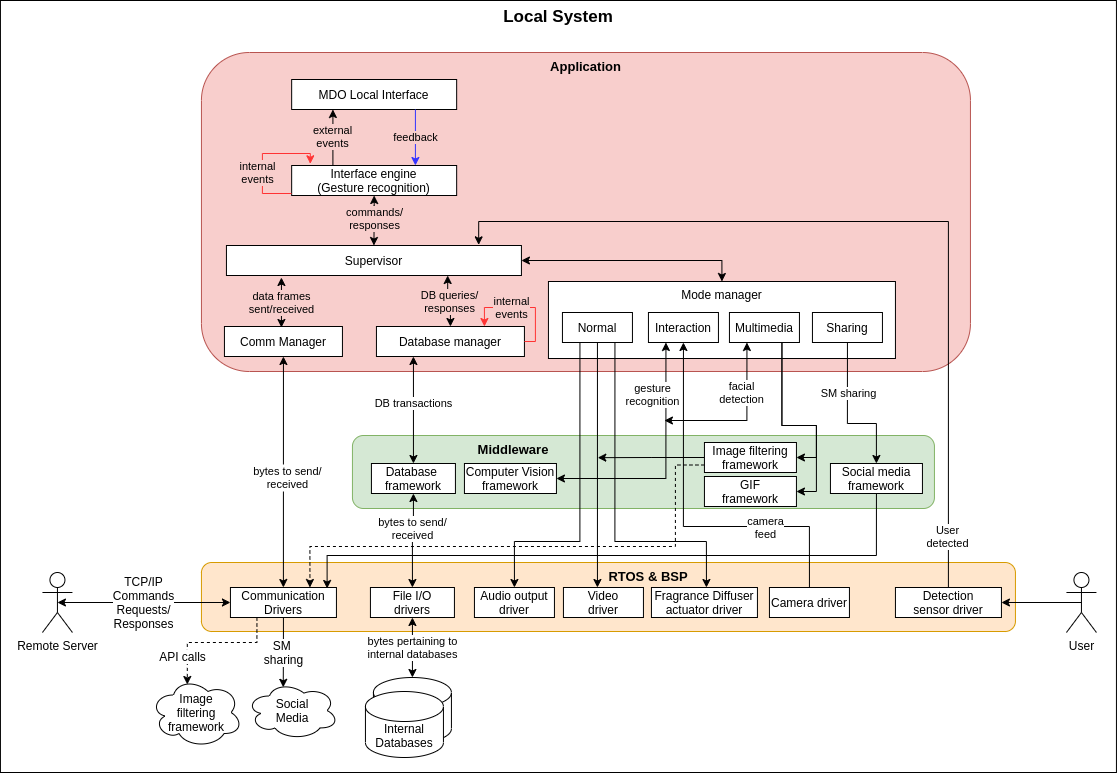 Local System
Application
MDO Local Interface
external
events
feedback
internal
events
Interface engine
(Gesture recognition)
commands/
responses
Supervisor
data frames
sent/received
DB queries/
responses
internal
events
Mode manager
Normal
Interaction
Multimedia
Sharing
Comm Manager
Database manager
gesture
recognition
facial
detection
SM sharing
DB transactions
Middleware
Image filtering
framework
Database
framework
Computer Vision
framework
GIF
framework
Social media
framework
bytes to send/
received
bytes to send/
received
camera
feed
User
detected
RTOS & BSP
TCP/IP
Commands
Requests/
Responses
Communication
Drivers
File I/O
drivers
Audio output
driver
Video
driver
Fragrance Diffuser
actuator driver
Camera driver
Detection
sensor driver
Remote Server
User
API calls
SM
sharing
bytes pertaining to
internal databases
Image
filtering
framework
Social
Media
Internal
Databases